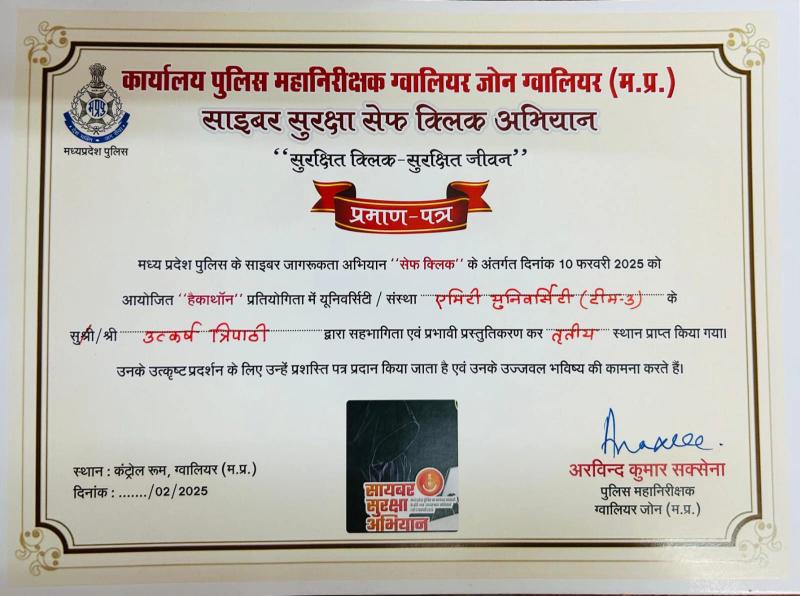 कार्यालय पुलिस महानिरीक्षक ग्वालियर जोन ग्वालियर (म.प्र.)
साइबर सुरक्षा सेफ क्लिक अभियान
मध्यप्रदेश पुलिस
“सुरक्षित क्लिक-सुरक्षित जीवन”
प्रमाण-पत्र
मध्य प्रदेश पुलिस के साइबर जागरूकता अभियान "सेफ क्लिक" के अंतर्गत दिनांक 10 फरवरी 2025 को
आयोजित "हैकाथॉन" प्रतियोगिता में यूनिवर्सिटी / संस्था एमिटी युनिवर्सिटी (टीम-3) के
सुश्री/श्री उत्कर्ष त्रिपाठी द्वारा सहभागिता एवं प्रभावी प्रस्तुतिकरण कर तृतीय स्थान प्राप्त किया गया।
उनके उत्कृष्ट प्रदर्शन के लिए उन्हें प्रशस्ति पत्र प्रदान किया जाता है एवं उनके उज्जवल भविष्य की कामना करते हैं।
स्थान : कंट्रोल रूम, ग्वालियर (म.प्र.)
दिनांक : ......./02/2025
सायबर
सुरक्षा
अभियान
अरविन्द कुमार सक्सेना
पुलिस महानिरीक्षक
ग्वालियर जोन (म.प्र.)